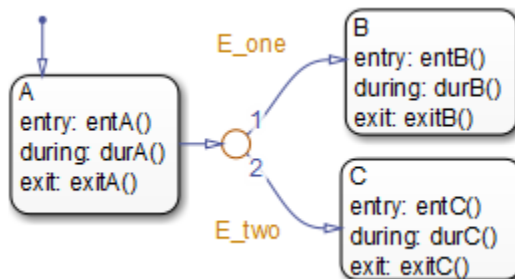 E_one
B
entry: entB()
during: durB()
exit: exitB()
A
entry: entA()
during: durA()
exit: exitA()
1
2
C
entry: entC()
during: durC()
exit: exitC()
E_two